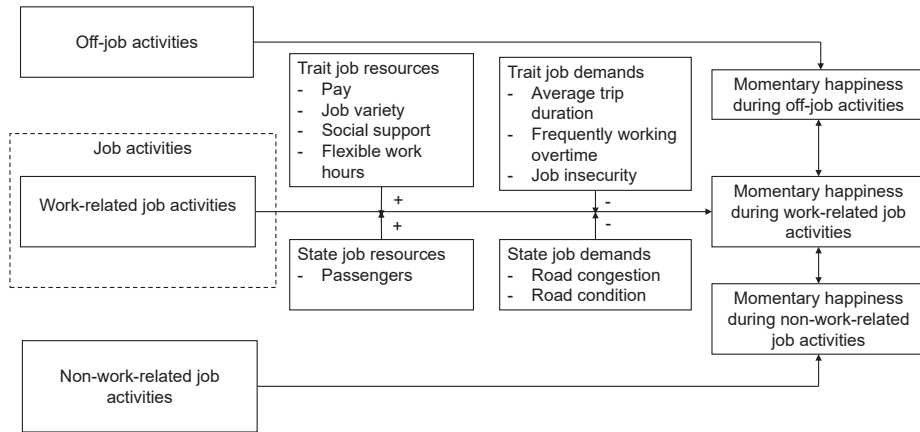 Off-job activities
Trait job resources
- Pay
- Job variety
- Social support
- Flexible work
hours
Trait job demands
- Average trip
duration
- Frequently working
overtime
- Job insecurity
Momentary happiness
during off-job activities
Job activities
Work-related job activities
+
-
+
-
Momentary happiness
during work-related job
activities
State job resources
- Passengers
State job demands
- Road congestion
- Road condition
Momentary happiness
during non-work-related
job activities
Non-work-related job
activities